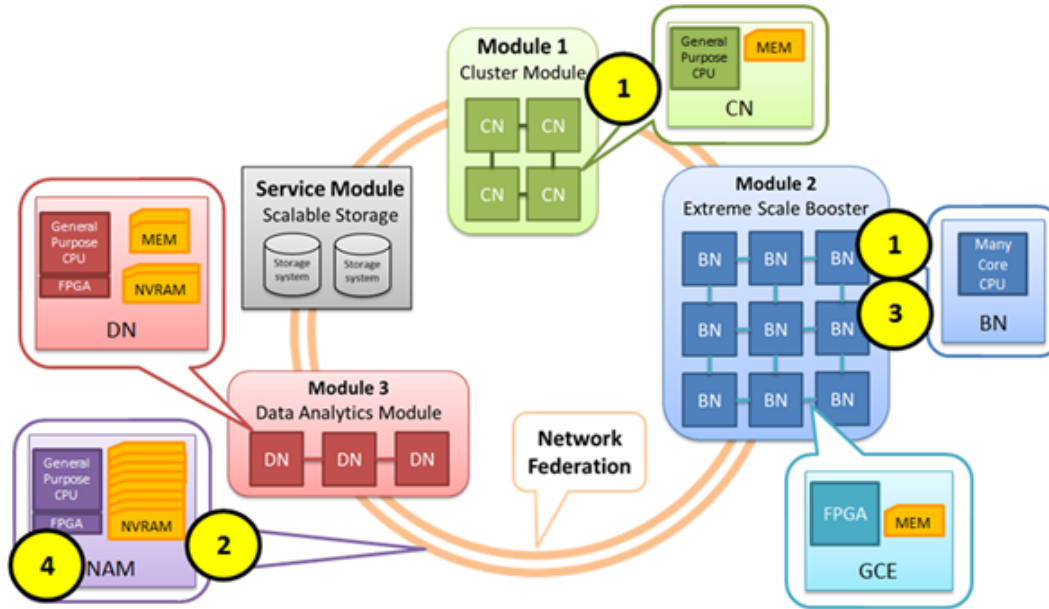 Module 1
Cluster Module
CN
CN
CN
CN
1
General
Purpose
CPU
MEM
CN
Service Module
Scalable Storage
Storage
system
Storage
system
Module 2
Extreme Scale Booster
BN
BN
BN
BN
BN
BN
BN
BN
BN
1
3
Many
Core
CPU
BN
General
Purpose
CPU
FPGA
MEM
NVRAM
DN
Module 3
Data Analytics Module
DN
DN
DN
Network
Federation
General
Purpose
CPU
FPGA
NVRAM
NAM
4
2
FPGA
MEM
GCE